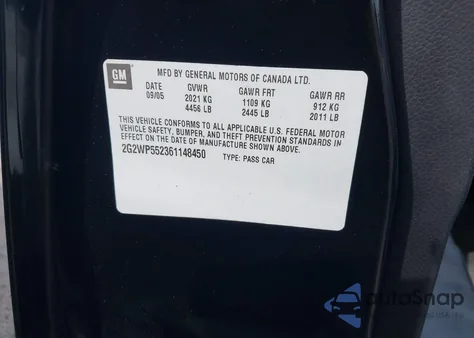 GM
MFD BY GENERAL MOTORS OF CANADA LTD.
DATE GVWR GAWR FRT GAWR RR
09/05 2021 KG 1109 KG 912 KG
4456 LB 2445 LB 2011 LB
THIS VEHICLE CONFORMS TO ALL APPLICABLE U.S. FEDERAL MOTOR
VEHICLE SAFETY, BUMPER, AND THEFT PREVENTION STANDARDS
IN EFFECT ON THE DATE OF MANUFACTURE SHOWN ABOVE.
2G2WP552361148450 TYPE: PASS CAR
autoSnap